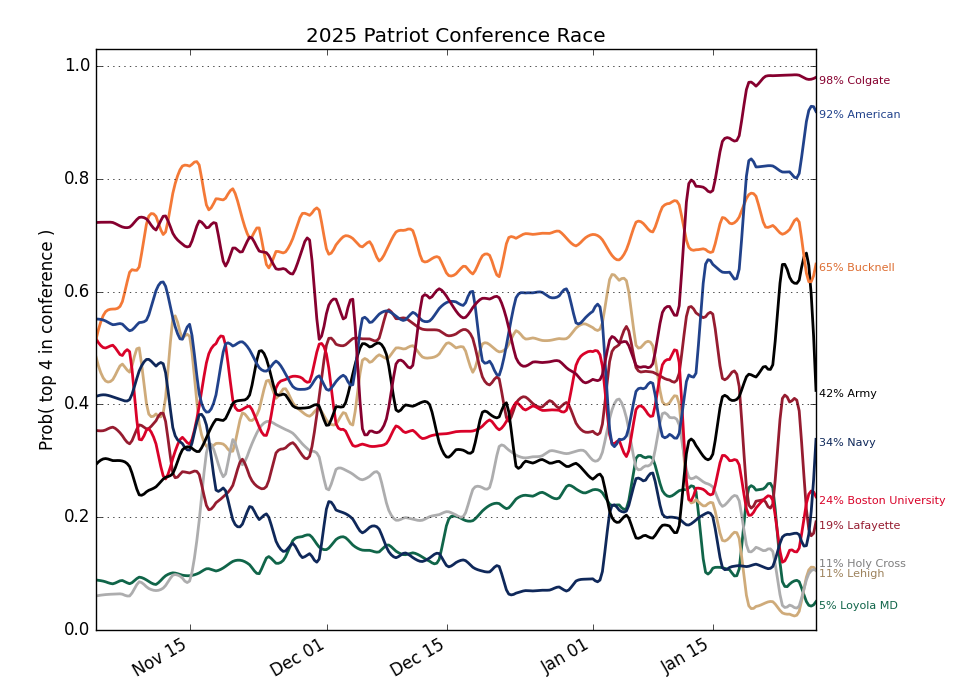 2025 Patriot Conference Race
Prob( top 4 in conference )
1.0
0.8
0.6
0.4
0.2
0.0
Nov 15
Dec 01
Dec 15
Jan 01
Jan 15
98% Colgate
92% American
65% Bucknell
42% Army
34% Navy
24% Boston University
19% Lafayette
11% Holy Cross
11% Lehigh
5% Loyola MD